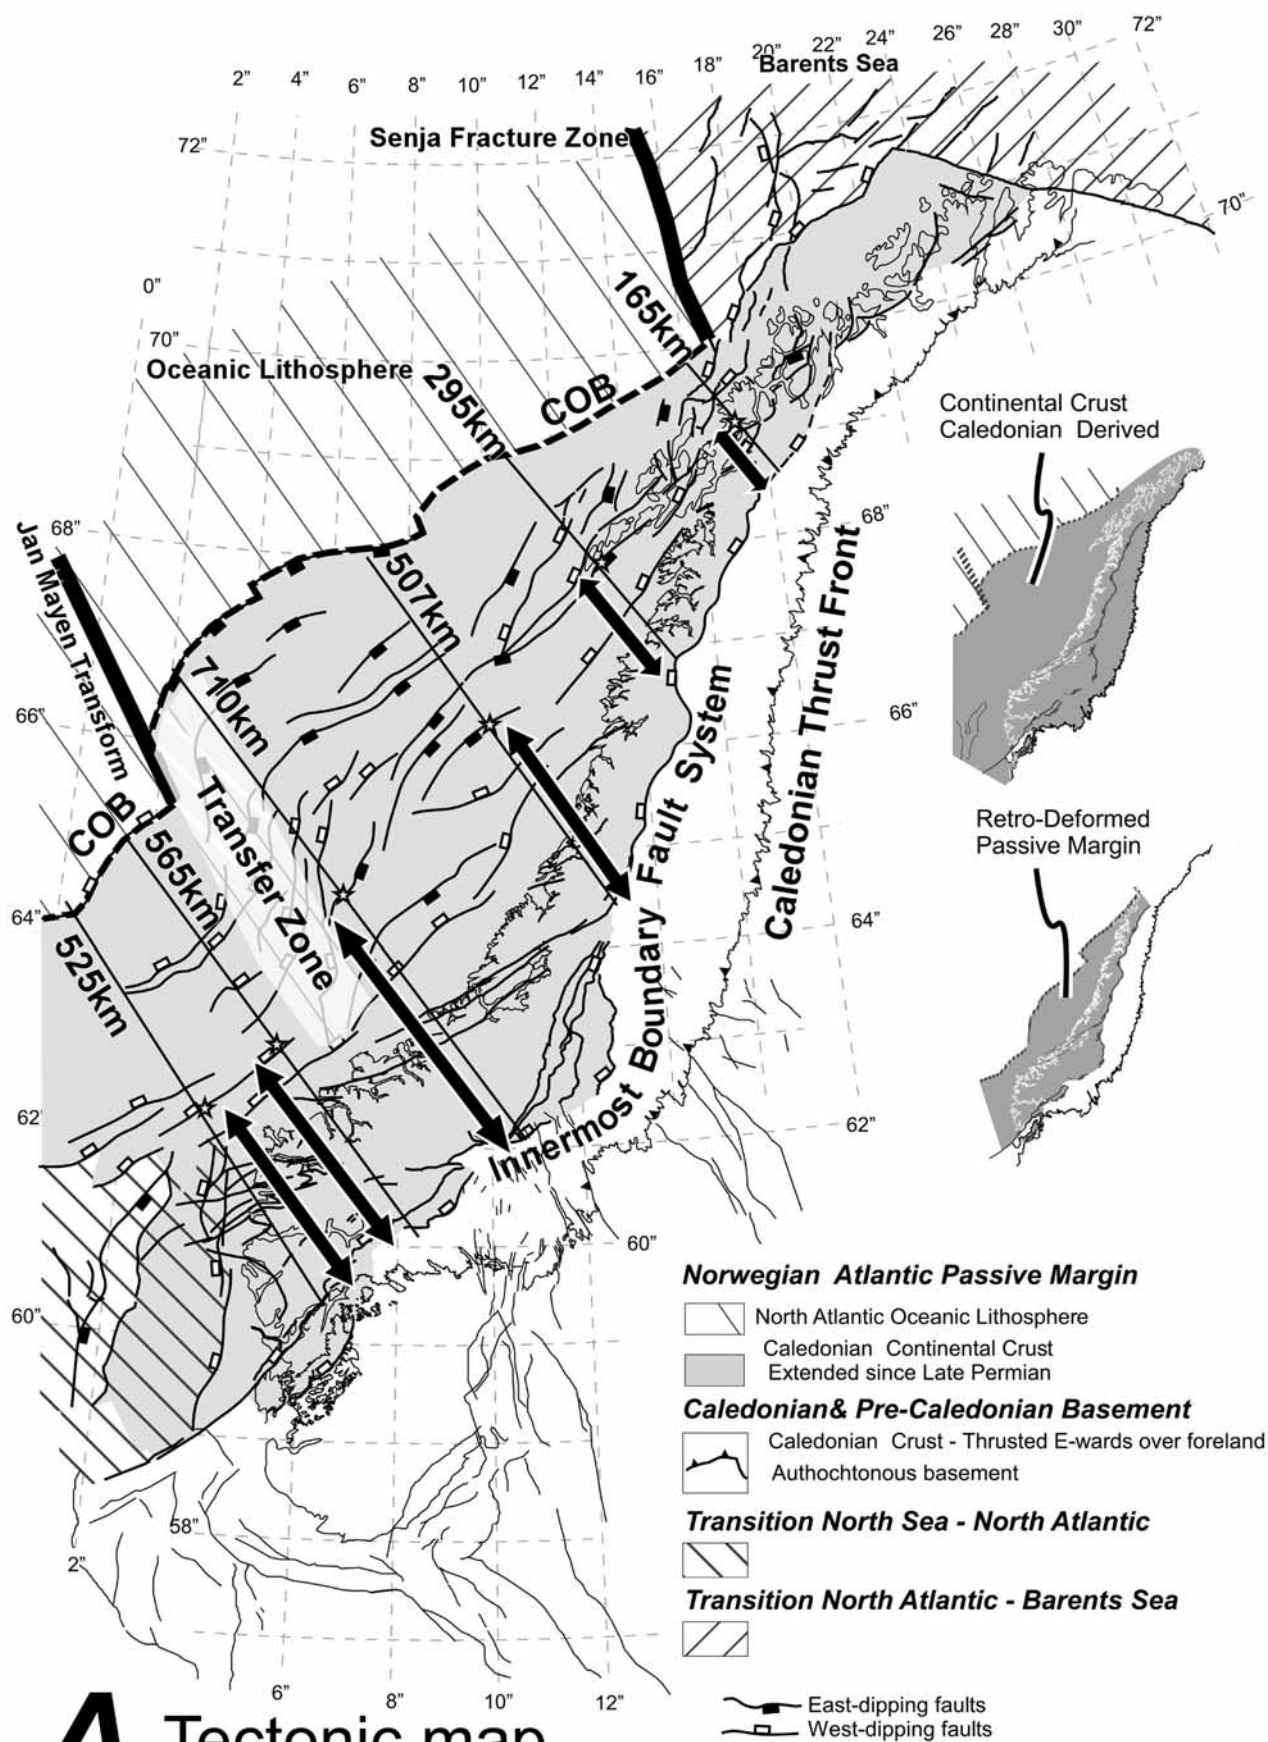 2” 4” 6” 8” 10” 12” 14” 16” 18” 20” 22” 24” 26” 28” 30” 72”
Barents Sea
Senja Fracture Zone
72”
70”
0”
165km
70”
Oceanic Lithosphere
295km
COB
Continental Crust
Caledonian Derived
68”
68”
Jan Mayen Transform
507km
Caledonian Thrust Front
710km
66”
66”
Innermost Boundary Fault System
Transfer Zone
COB
565km
Retro-Deformed
Passive Margin
64”
64”
525km
62
62”
60”
Norwegian Atlantic Passive Margin
North Atlantic Oceanic Lithosphere
Caledonian Continental Crust
Extended since Late Permian
60”
Caledonian& Pre-Caledonian Basement
Caledonian Crust - Thrusted E-wards over foreland
Authochtonous basement
Transition North Sea - North Atlantic
58”
2”
Transition North Atlantic - Barents Sea
6” 8” 10” 12”
East-dipping faults
West-dipping faults
A Tectonic map